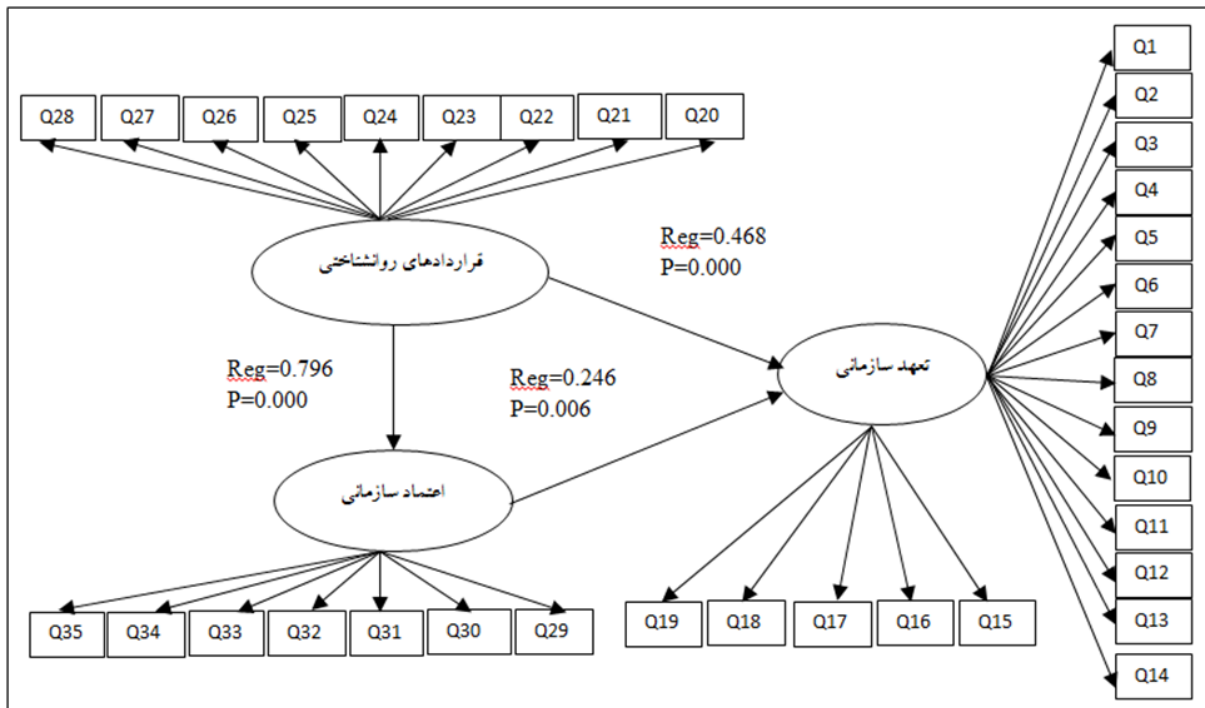 Q28 Q27 Q26 Q25 Q24 Q23 Q22 Q21 Q20
قراردادهای روانشناختی
Reg=0.468
P=0.000
Reg=0.796
P=0.000
Reg=0.246
P=0.006
تعهد سازمانی
اعتماد سازمانی
Q35 Q34 Q33 Q32 Q31 Q30 Q29
Q19 Q18 Q17 Q16 Q15
Q1
Q2
Q3
Q4
Q5
Q6
Q7
Q8
Q9
Q10
Q11
Q12
Q13
Q14